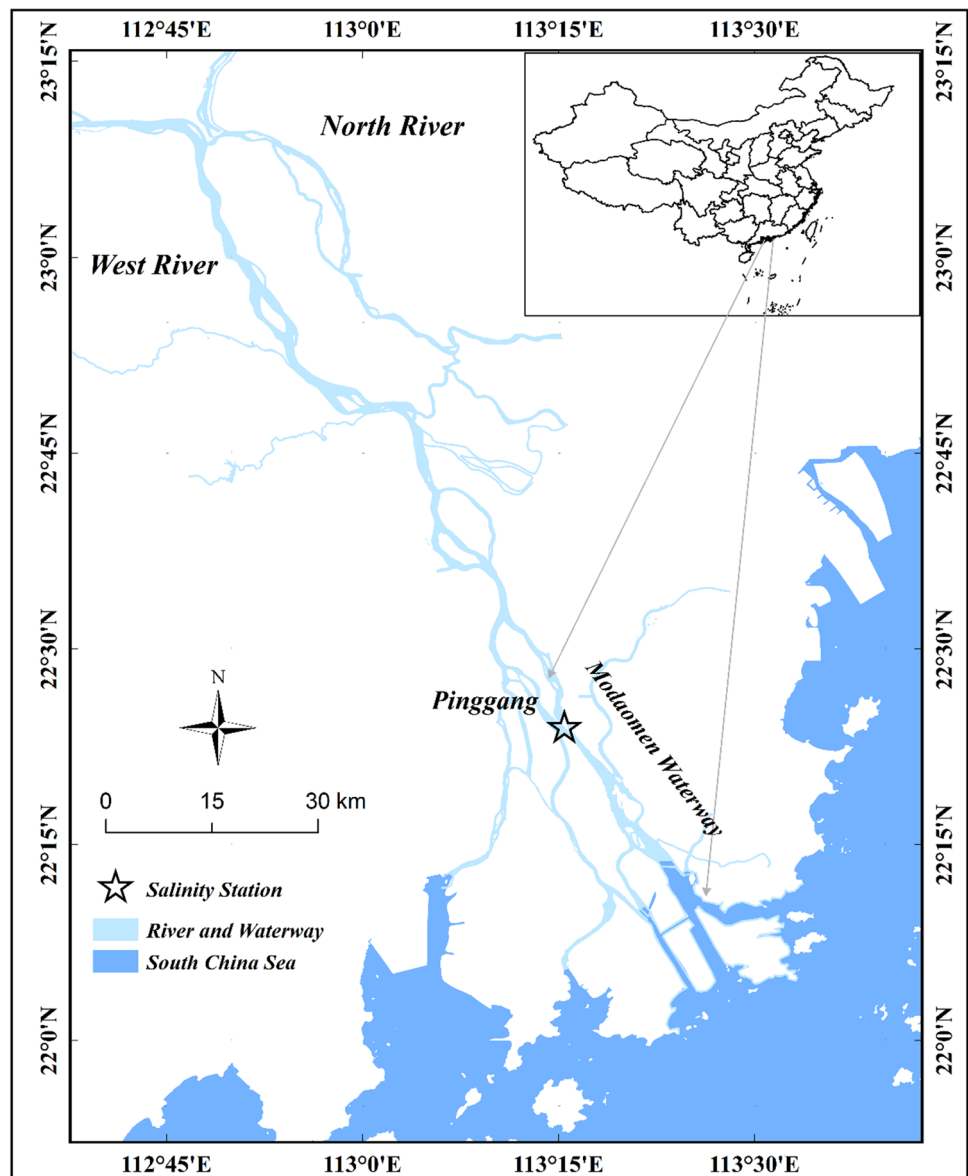 112°45'E 113°0'E 113°15'E 113°30'E
23°15'N 23°15'N
North River
West River
23°0'N 23°0'N
22°45'N 22°45'N
22°30'N 22°30'N
N
Pinggang
Modaomen Waterway
0 15 30 km
22°15'N 22°15'N
Salinity Station
River and Waterway
South China Sea
22°0'N 22°0'N
112°45'E 113°0'E 113°15'E 113°30'E